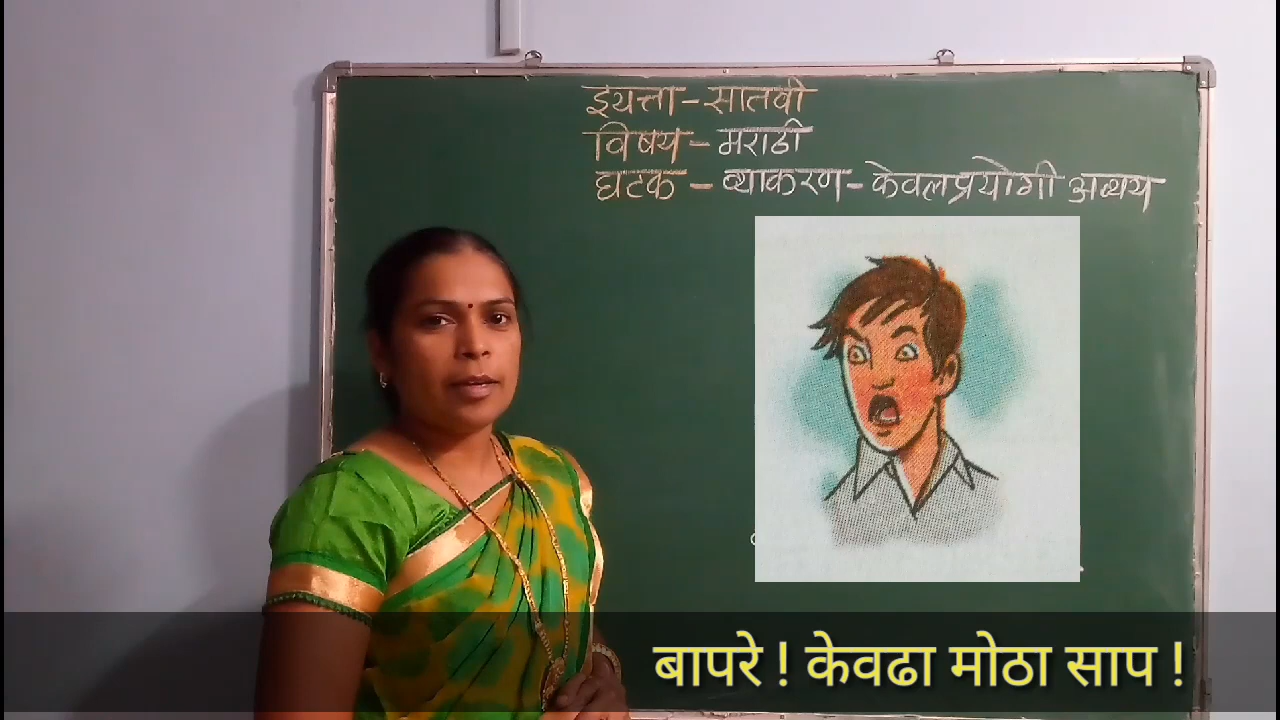 इयत्ता - सातवी
विषय - मराठी
घटक - व्याकरण - केवलप्रयोगी अव्यय
बापरे ! केवढा मोठा साप !